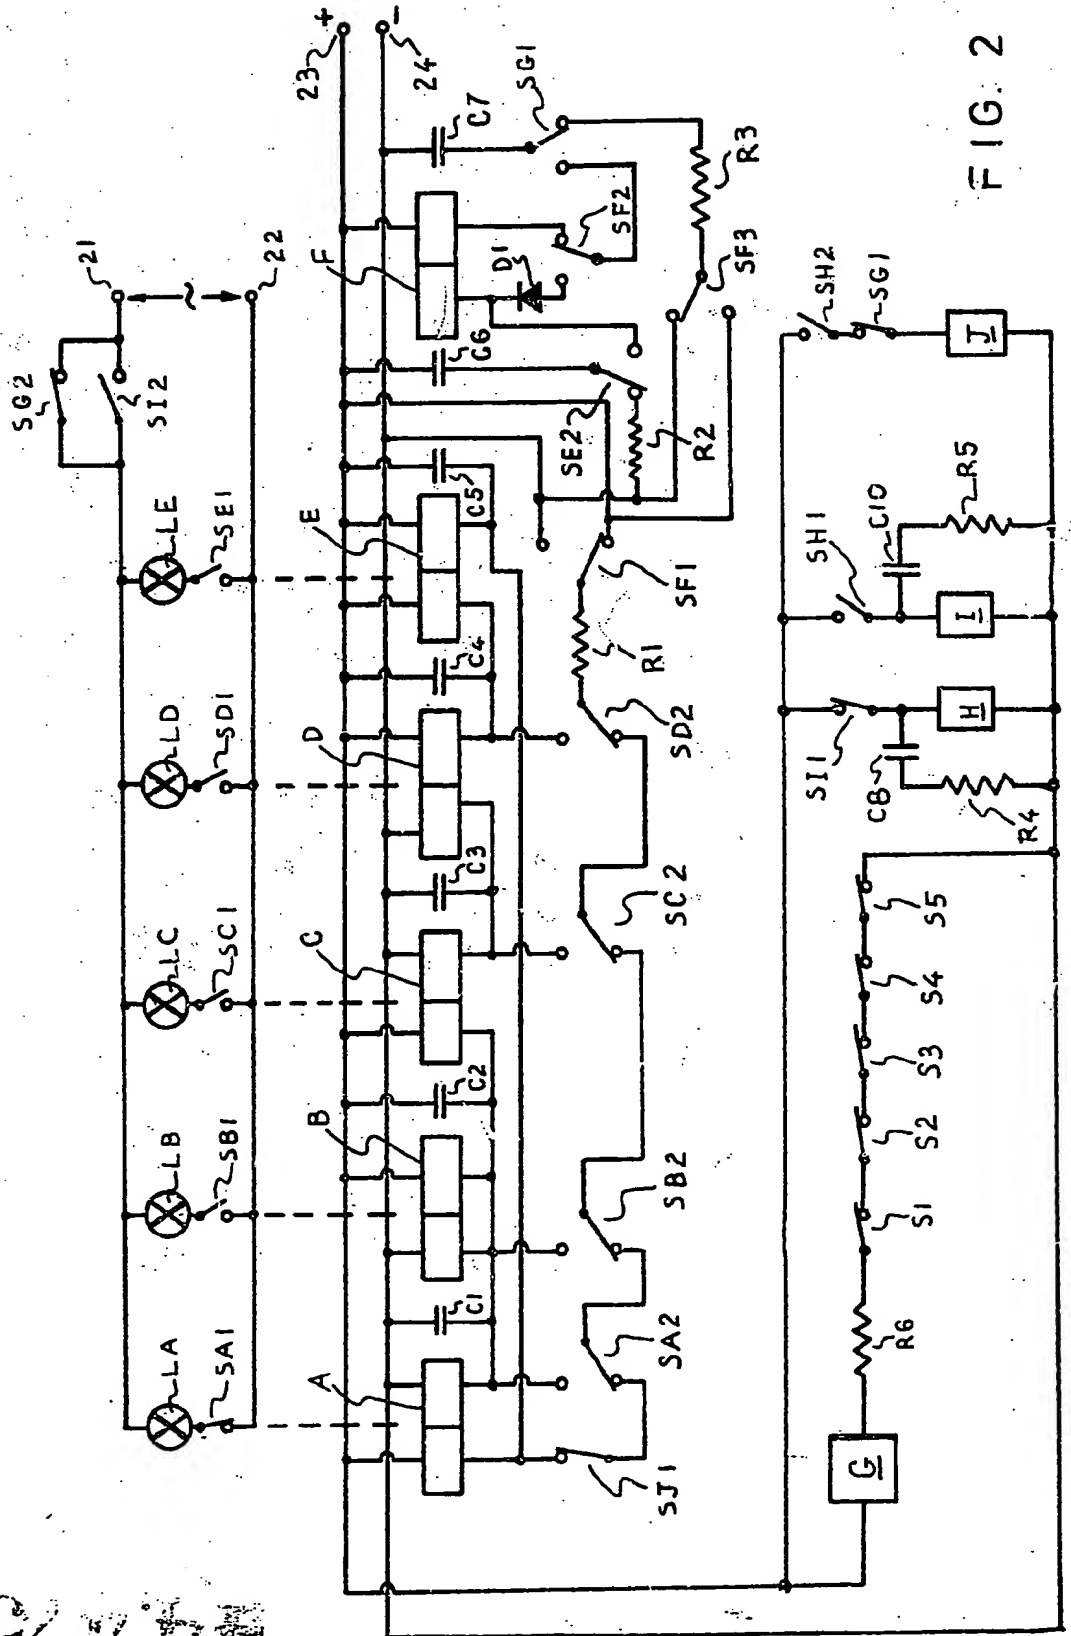 FIG. 2
21
22
SG2
SI2
LA
SA1
LB
SB1
LC
SC1
LD
SD1
LE
SE1
+
23
-
24
A
B
C
D
E
F
C1
C2
C3
C4
C5
C6
C7
SG1
D1
SF2
R3
SF3
SE2
R2
SF1
R1
SD2
SC2
SB2
SA2
SJ1
G
R6
S1
S2
S3
S4
S5
SI1
C8
R4
H
SH1
C10
R5
I
SH2
SG1
J